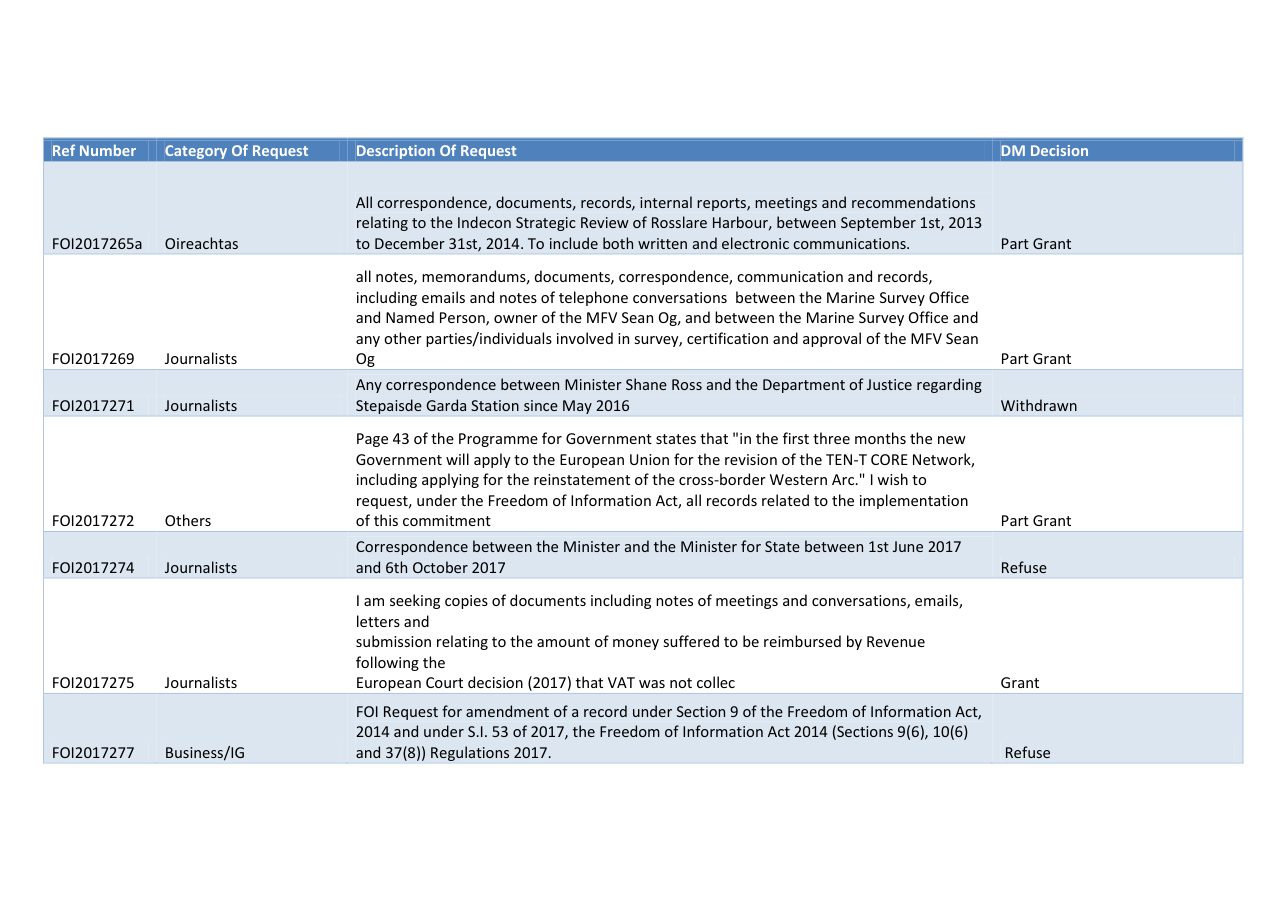 Ref Number Category Of Request Description Of Request DM Decision
All correspondence, documents, records, internal reports, meetings and recommendations
relating to the Indecon Strategic Review of Rosslare Harbour, between September 1st, 2013
FOI2017265a Oireachtas to December 31st, 2014. To include both written and electronic communications. Part Grant
all notes, memorandums, documents, correspondence, communication and records,
including emails and notes of telephone conversations  between the Marine Survey Office
and Named Person, owner of the MFV Sean Og, and between the Marine Survey Office and
any other parties/individuals involved in survey, certification and approval of the MFV Sean
FOI2017269 Journalists Og Part Grant
Any correspondence between Minister Shane Ross and the Department of Justice regarding
FOI2017271 Journalists Stepaisde Garda Station since May 2016 Withdrawn
Page 43 of the Programme for Government states that "in the first three months the new
Government will apply to the European Union for the revision of the TEN-T CORE Network,
including applying for the reinstatement of the cross-border Western Arc." I wish to
request, under the Freedom of Information Act, all records related to the implementation
FOI2017272 Others of this commitment Part Grant
Correspondence between the Minister and the Minister for State between 1st June 2017
FOI2017274 Journalists and 6th October 2017 Refuse
I am seeking copies of documents including notes of meetings and conversations, emails,
letters and
submission relating to the amount of money suffered to be reimbursed by Revenue
following the
FOI2017275 Journalists European Court decision (2017) that VAT was not collec Grant
FOI Request for amendment of a record under Section 9 of the Freedom of Information Act,
2014 and under S.I. 53 of 2017, the Freedom of Information Act 2014 (Sections 9(6), 10(6)
FOI2017277 Business/IG and 37(8)) Regulations 2017. Refuse